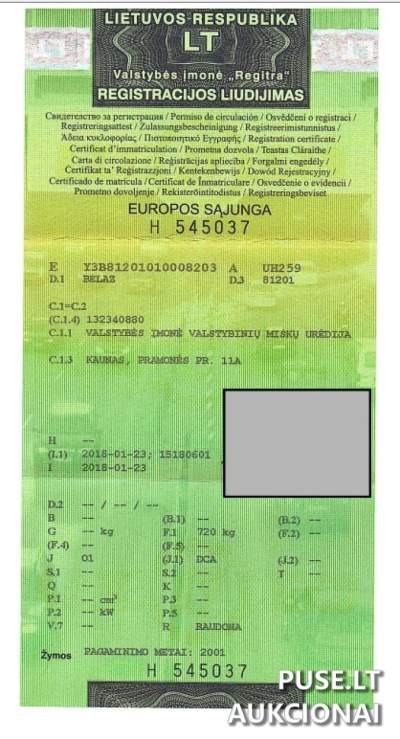 LIETUVOS RESPUBLIKA
LT
Valstybės įmonė „Regitra"
REGISTRACIJOS LIUDIJIMAS
Свидетелство за регистрация / Permiso de circulación / Osvědčení o registraci /
Registreringsattest / Zulassungsbescheinigung / Registreerimistunnistus /
Άδεια κυκλοφορίας / Πιστοποιητικό Εγγραφής / Registration certificate /
Certificat d'immatriculation / Prometna dozvola / Teastas Cláraithe /
Carta di circolazione / Reģistrācijas apliecība / Forgalmi engedély /
Ċertifikat ta' Reġistrazzjoni / Kentekenbewijs / Dowód Rejestracyjny /
Certificado de matrícula / Certificat de Înmatriculare / Osvedčenie o evidencii /
Prometno dovoljenje / Rekisteröintitodistus / Registreringsbeviset
EUROPOS SĄJUNGA
H 545037
E Y3B81201010008203 A UH259
D.1 BELAZ D.3 81201
C.1=C.2
(C.1.4) 132340880
C.1.1 VALSTYBĖS ĮMONĖ VALSTYBINIŲ MIŠKŲ URĖDIJA
C.1.3 KAUNAS, PRAMONĖS PR. 11A
H --
(I.1) 2018-01-23; 15180601
I 2018-01-23
D.2 -- / -- / --
B -- (B.1) -- (B.2) --
G -- kg F.1 720 kg (F.2) --
(F.4) -- (F.5) --
J 01 (J.1) DCA (J.2) --
S.1 -- S.2 -- T --
Q -- K --
P.1 -- cm³ P.3 --
P.2 -- kW P.5 --
V.7 -- R RAUDONA
Žymos PAGAMINIMO METAI: 2001
H 545037
PUSE.LT
AUKCIONAI